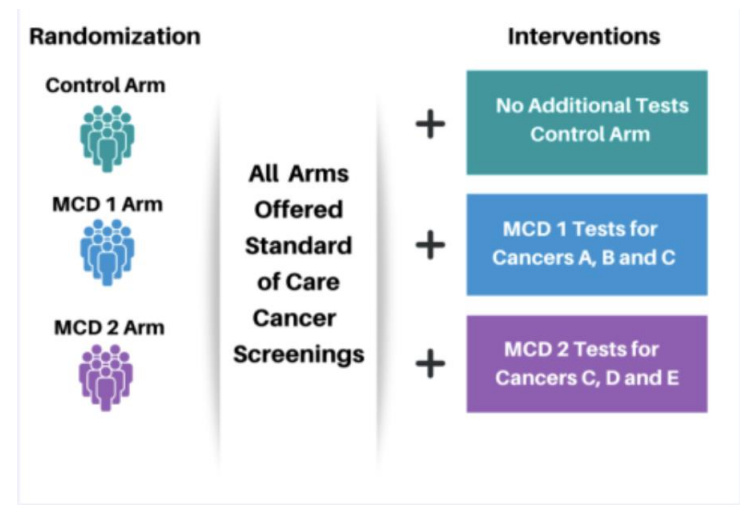 Randomization
Control Arm
MCD 1 Arm
MCD 2 Arm
All Arms
Offered
Standard
of Care
Cancer
Screenings
Interventions
+
No Additional Tests
Control Arm
+
MCD 1 Tests for
Cancers A, B and C
+
MCD 2 Tests for
Cancers C, D and E